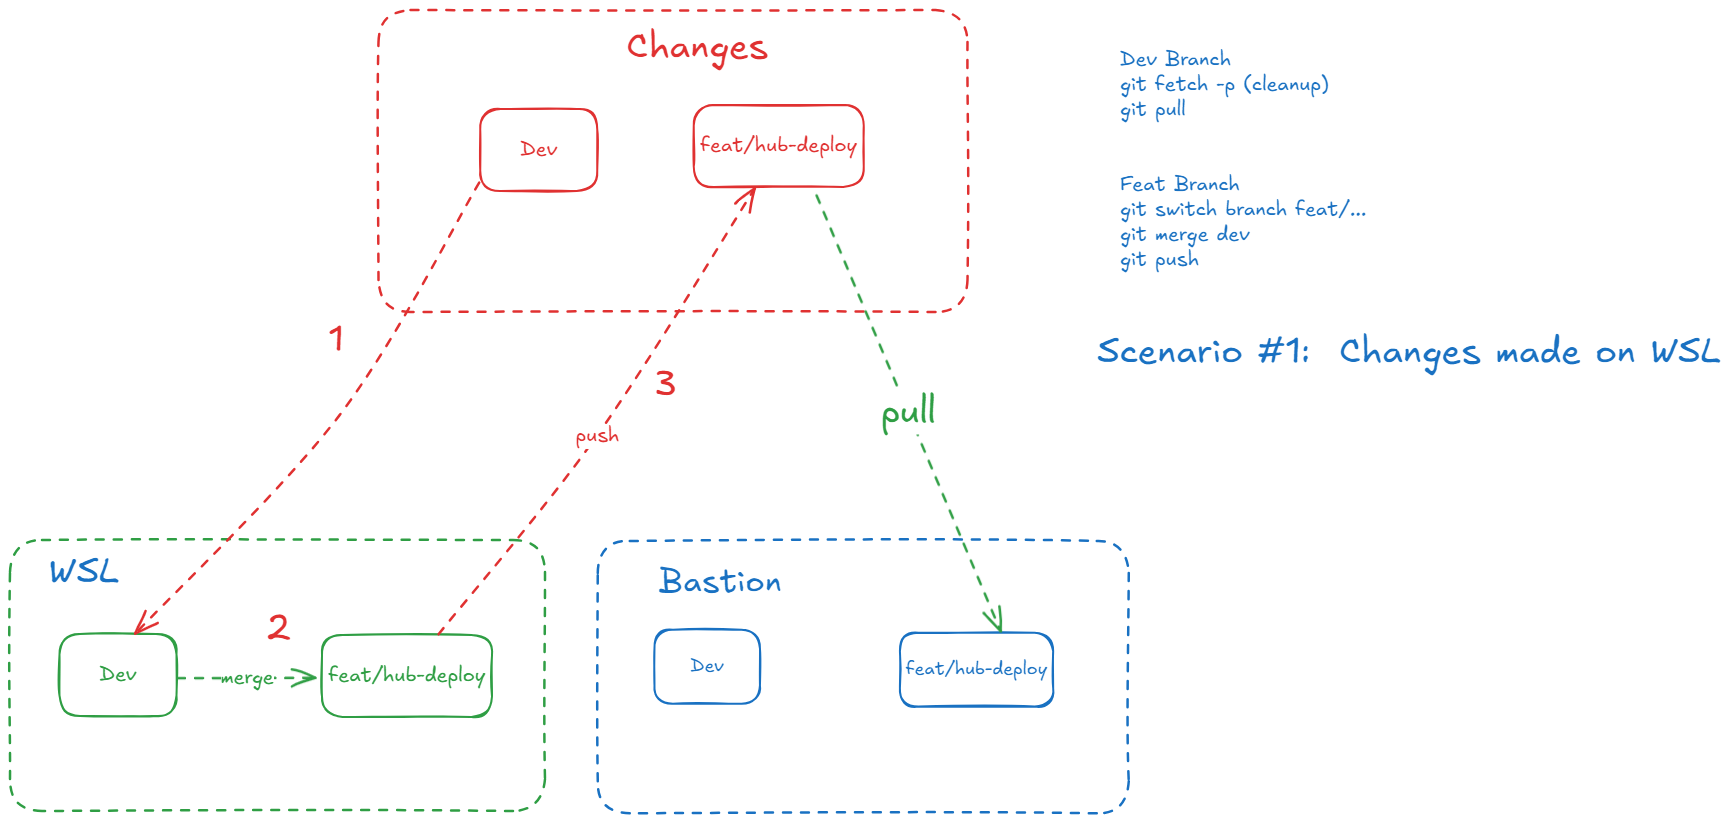 Changes
Dev
feat/hub-deploy
Dev Branch
git fetch -p (cleanup)
git pull
Feat Branch
git switch branch feat/...
git merge dev
git push
Scenario #1: Changes made on WSL
1
3
push
pull
WSL
2
Dev
merge
feat/hub-deploy
Bastion
Dev
feat/hub-deploy